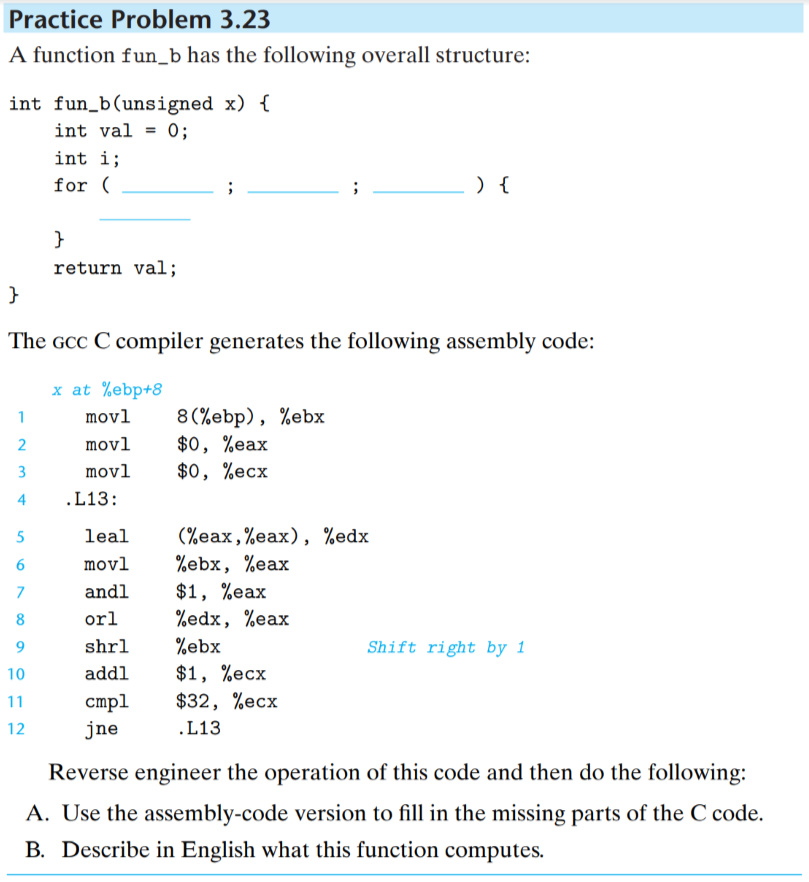 Practice Problem 3.23
A function fun_b has the following overall structure:
int fun_b(unsigned x) {
    int val = 0;
    int i;
    for ( ________ ; ________ ; ________ ) {
        ________
    }
    return val;
}
The GCC C compiler generates the following assembly code:
x at %ebp+8
1 movl 8(%ebp), %ebx
2 movl $0, %eax
3 movl $0, %ecx
4 .L13:
5 leal (%eax,%eax), %edx
6 movl %ebx, %eax
7 andl $1, %eax
8 orl %edx, %eax
9 shrl %ebx Shift right by 1
10 addl $1, %ecx
11 cmpl $32, %ecx
12 jne .L13
Reverse engineer the operation of this code and then do the following:
A. Use the assembly-code version to fill in the missing parts of the C code.
B. Describe in English what this function computes.